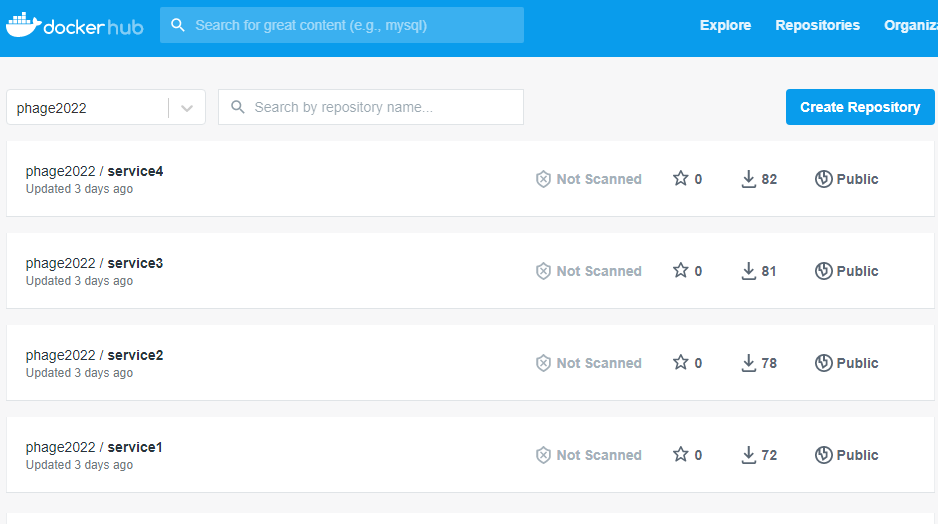 docker hub Search for great content (e.g., mysql) Explore Repositories Organiza
phage2022 Search by repository name... Create Repository
phage2022 / service4 Not Scanned 0 82 Public
Updated 3 days ago
phage2022 / service3 Not Scanned 0 81 Public
Updated 3 days ago
phage2022 / service2 Not Scanned 0 78 Public
Updated 3 days ago
phage2022 / service1 Not Scanned 0 72 Public
Updated 3 days ago